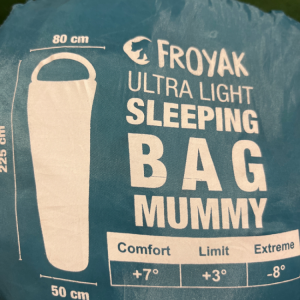 80 cm
FROYAK
ULTRA LIGHT
SLEEPING
BAG
MUMMY
225 cm
50 cm
Comfort Limit Extreme
+7° +3° -8°